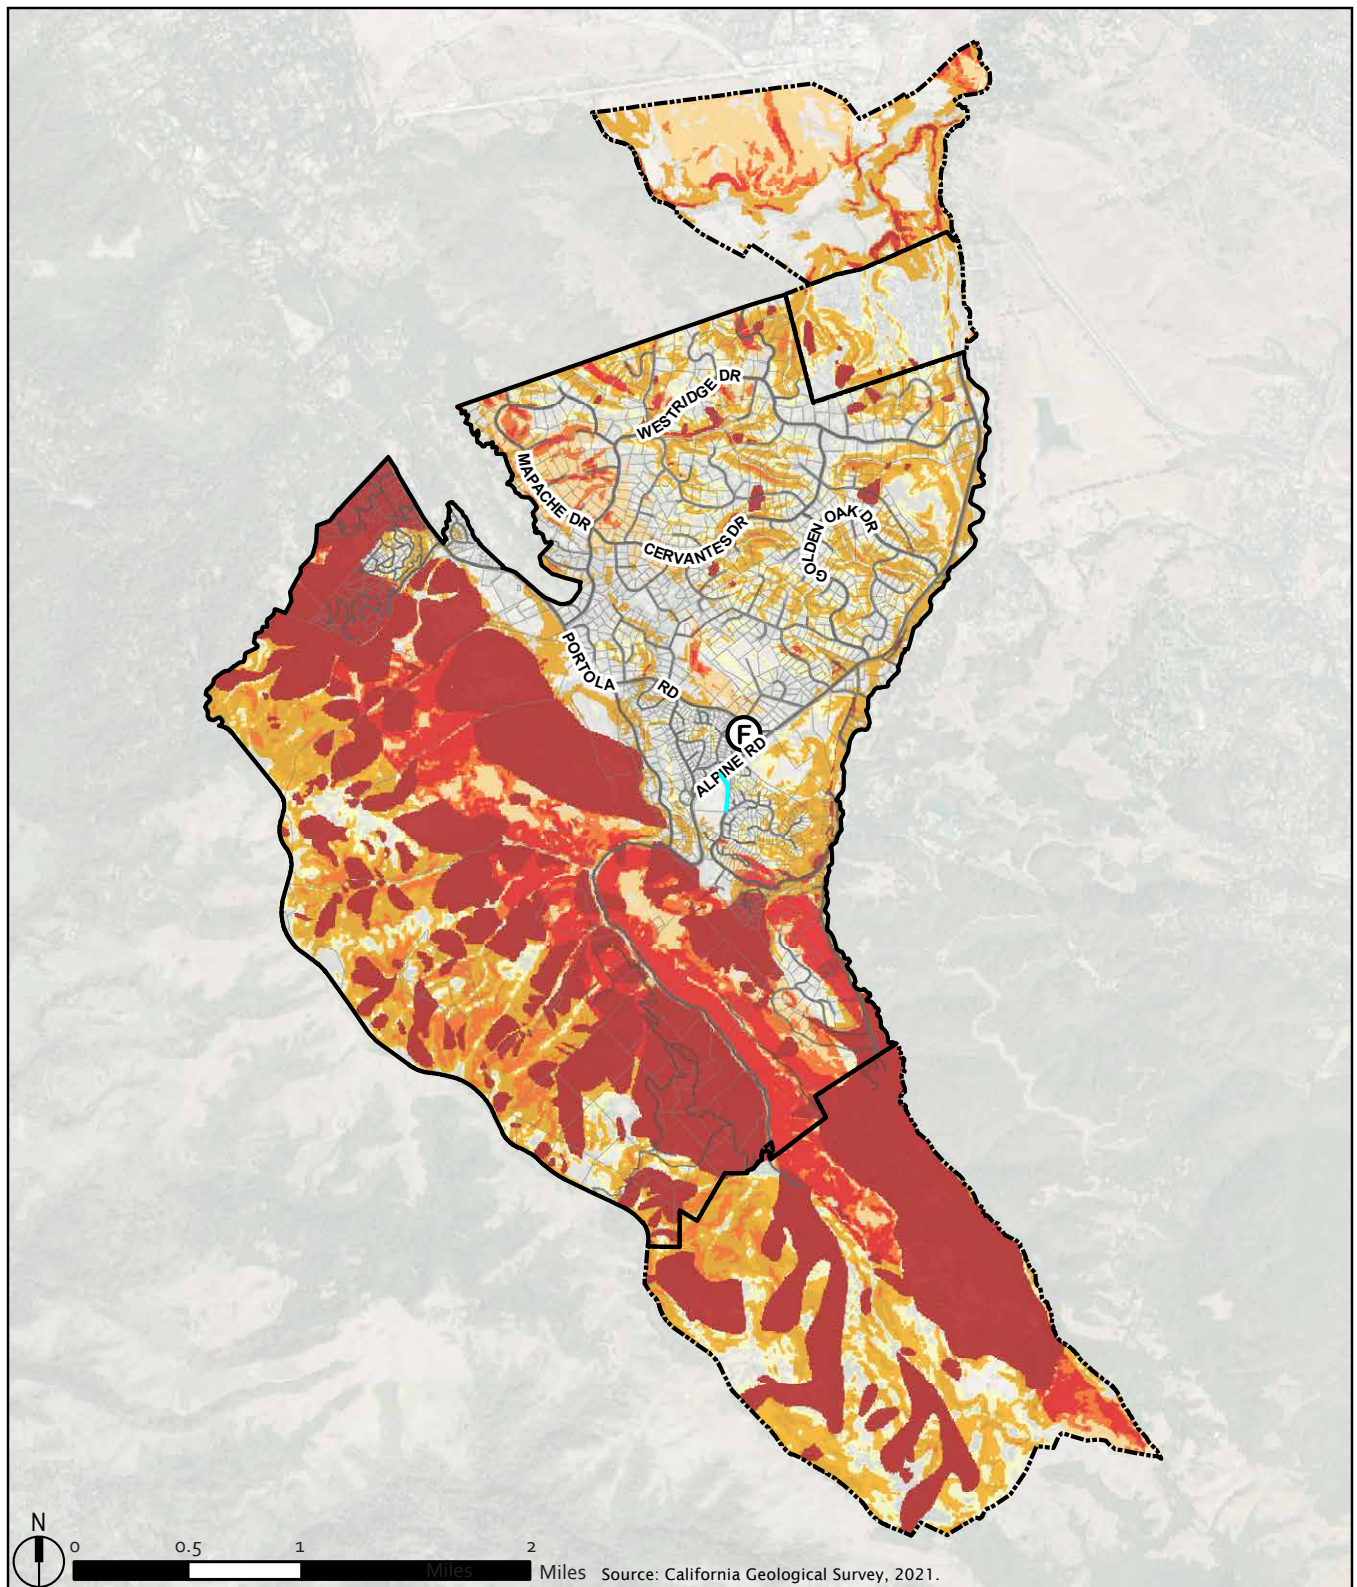 WESTRIDGE DR
MAPACHE DR
CERVANTES DR
GOLDEN OAK DR
PORTOLA
RD
F
ALPINE RD
N
0 0.5 1 2
Miles Miles Source: California Geological Survey, 2021.